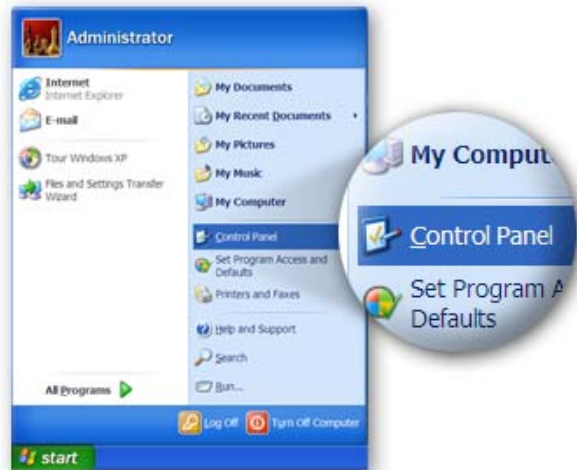 Administrator
Internet
Internet Explorer
E-mail
Tour Windows XP
Files and Settings Transfer
Wizard
All Programs
My Documents
My Recent Documents
My Pictures
My Music
My Computer
Control Panel
Set Program Access and
Defaults
Printers and Faxes
Help and Support
Search
Run...
Log Off
Turn Off Computer
start
My Comput
Control Panel
Set Program A
Defaults